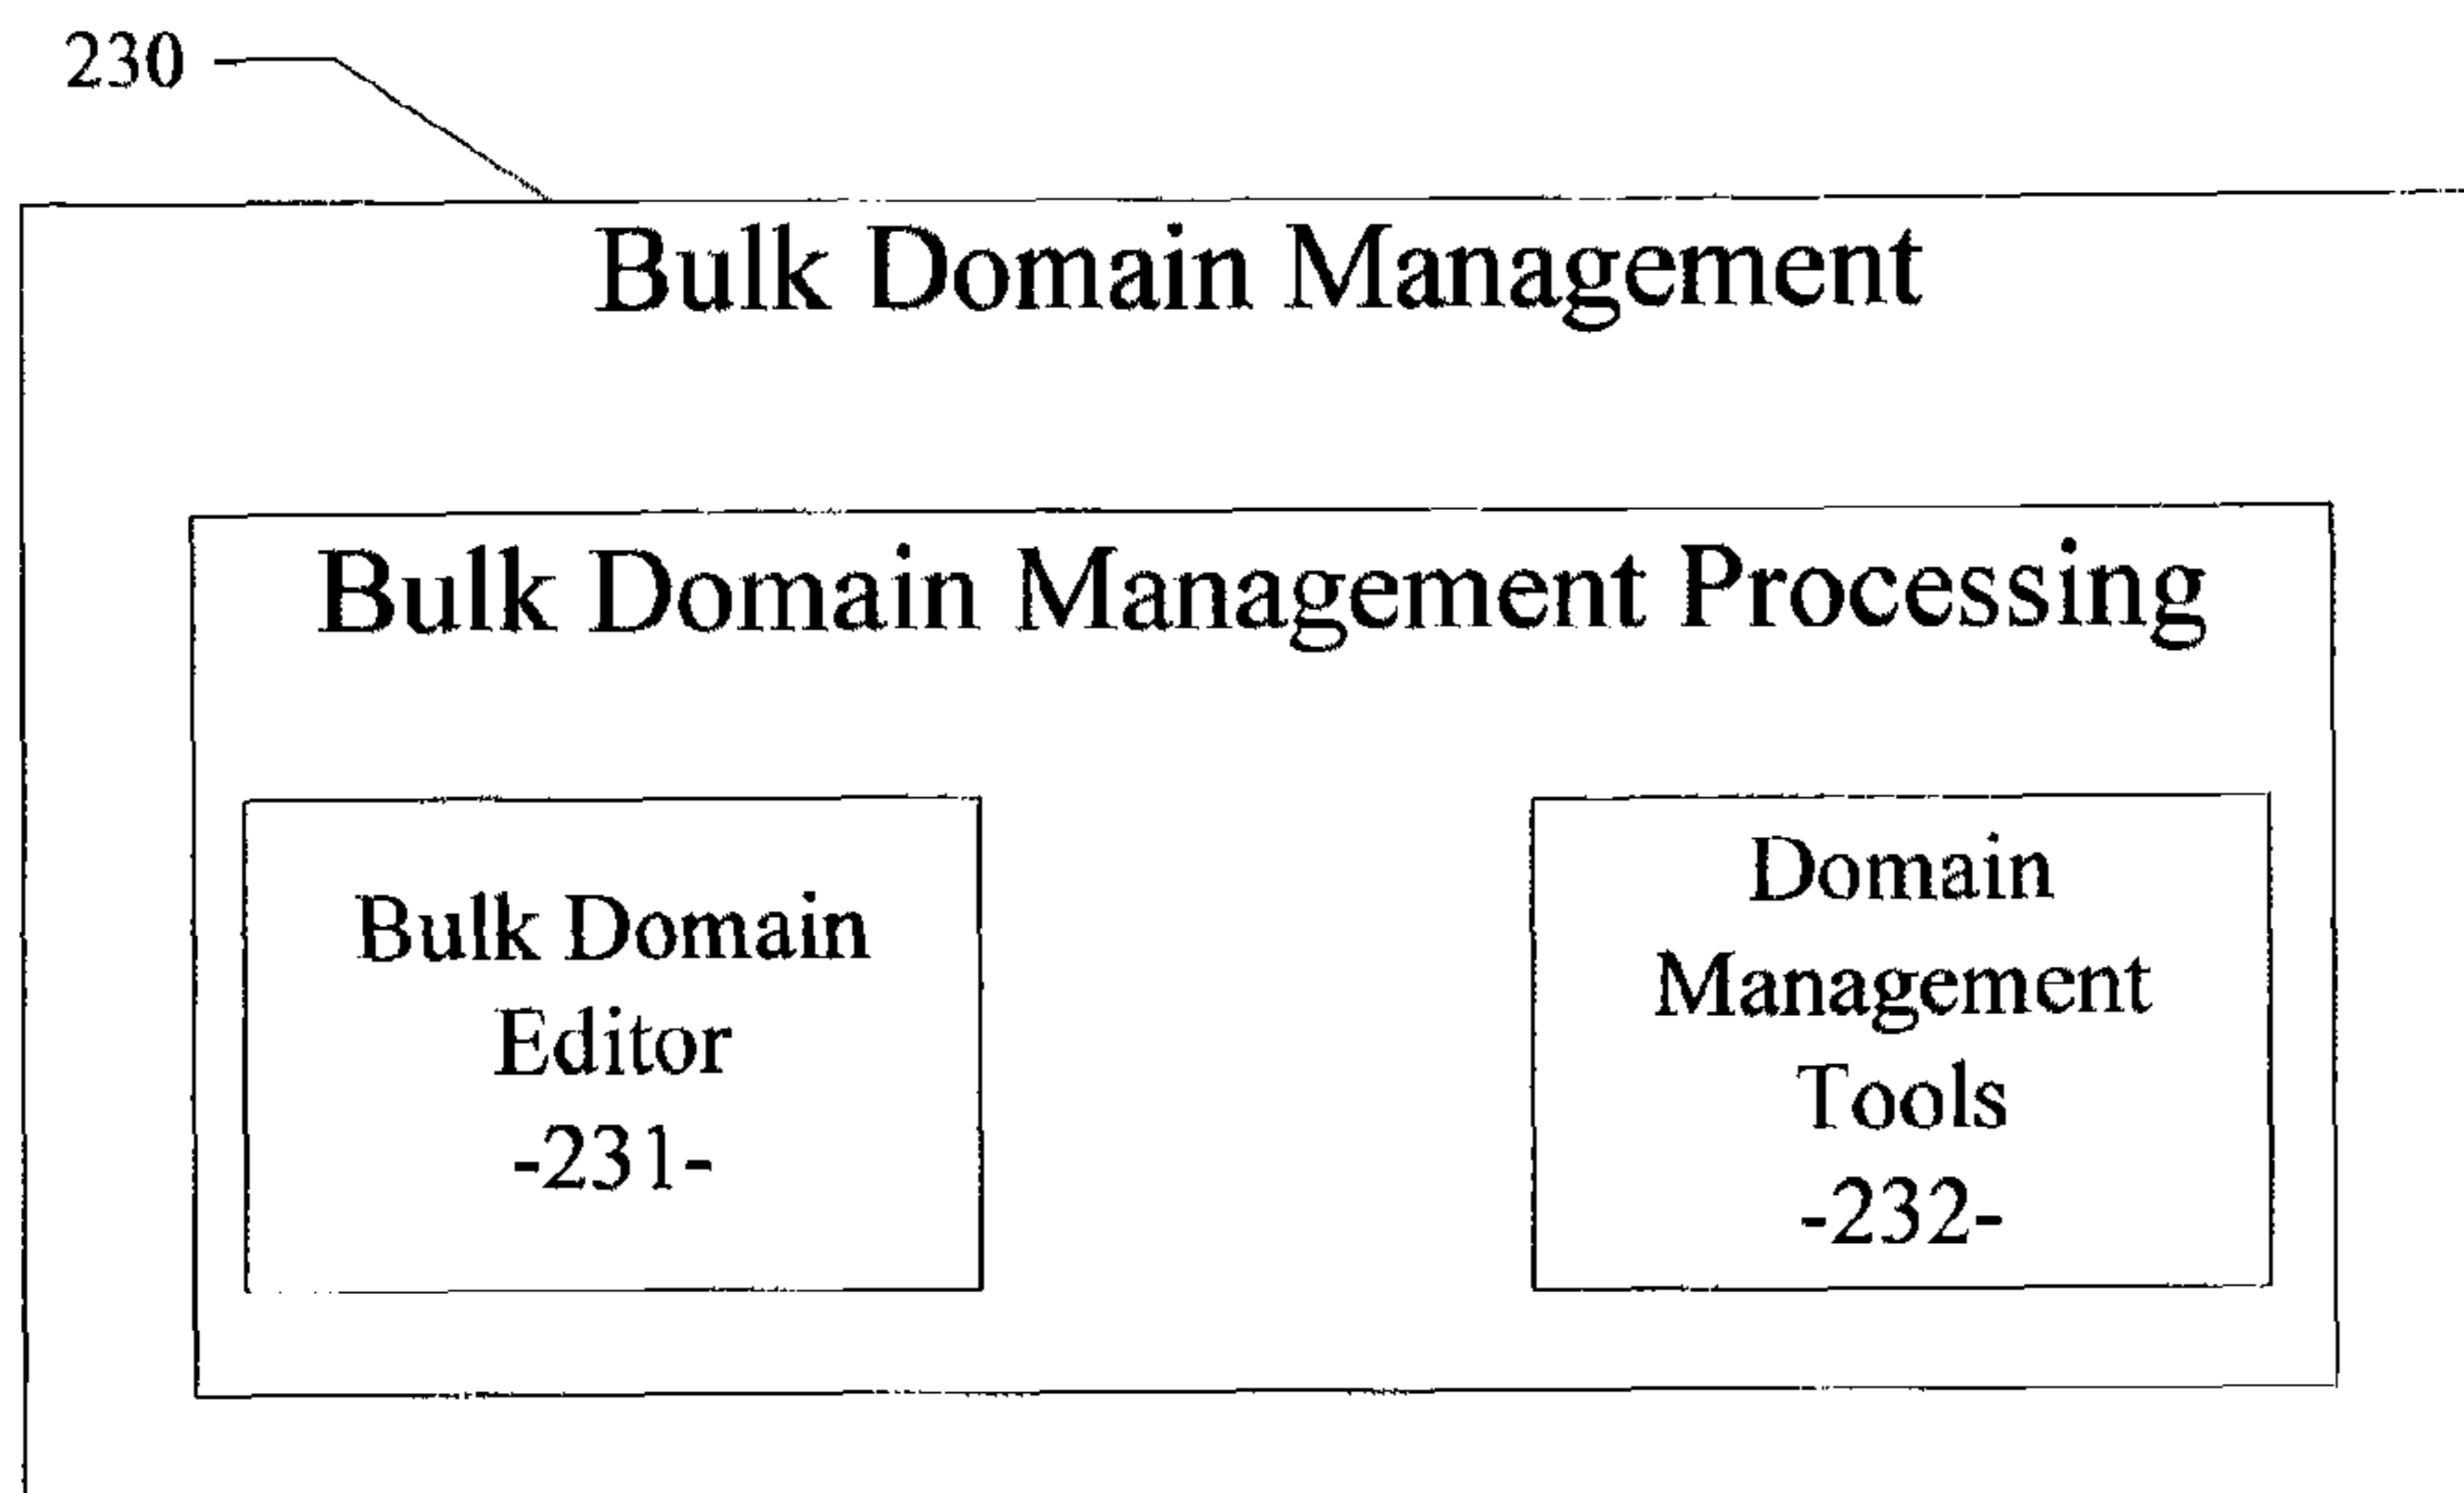 230
Bulk Domain Management
Bulk Domain Management Processing
Bulk Domain
Editor
-231-
Domain
Management
Tools
-232-